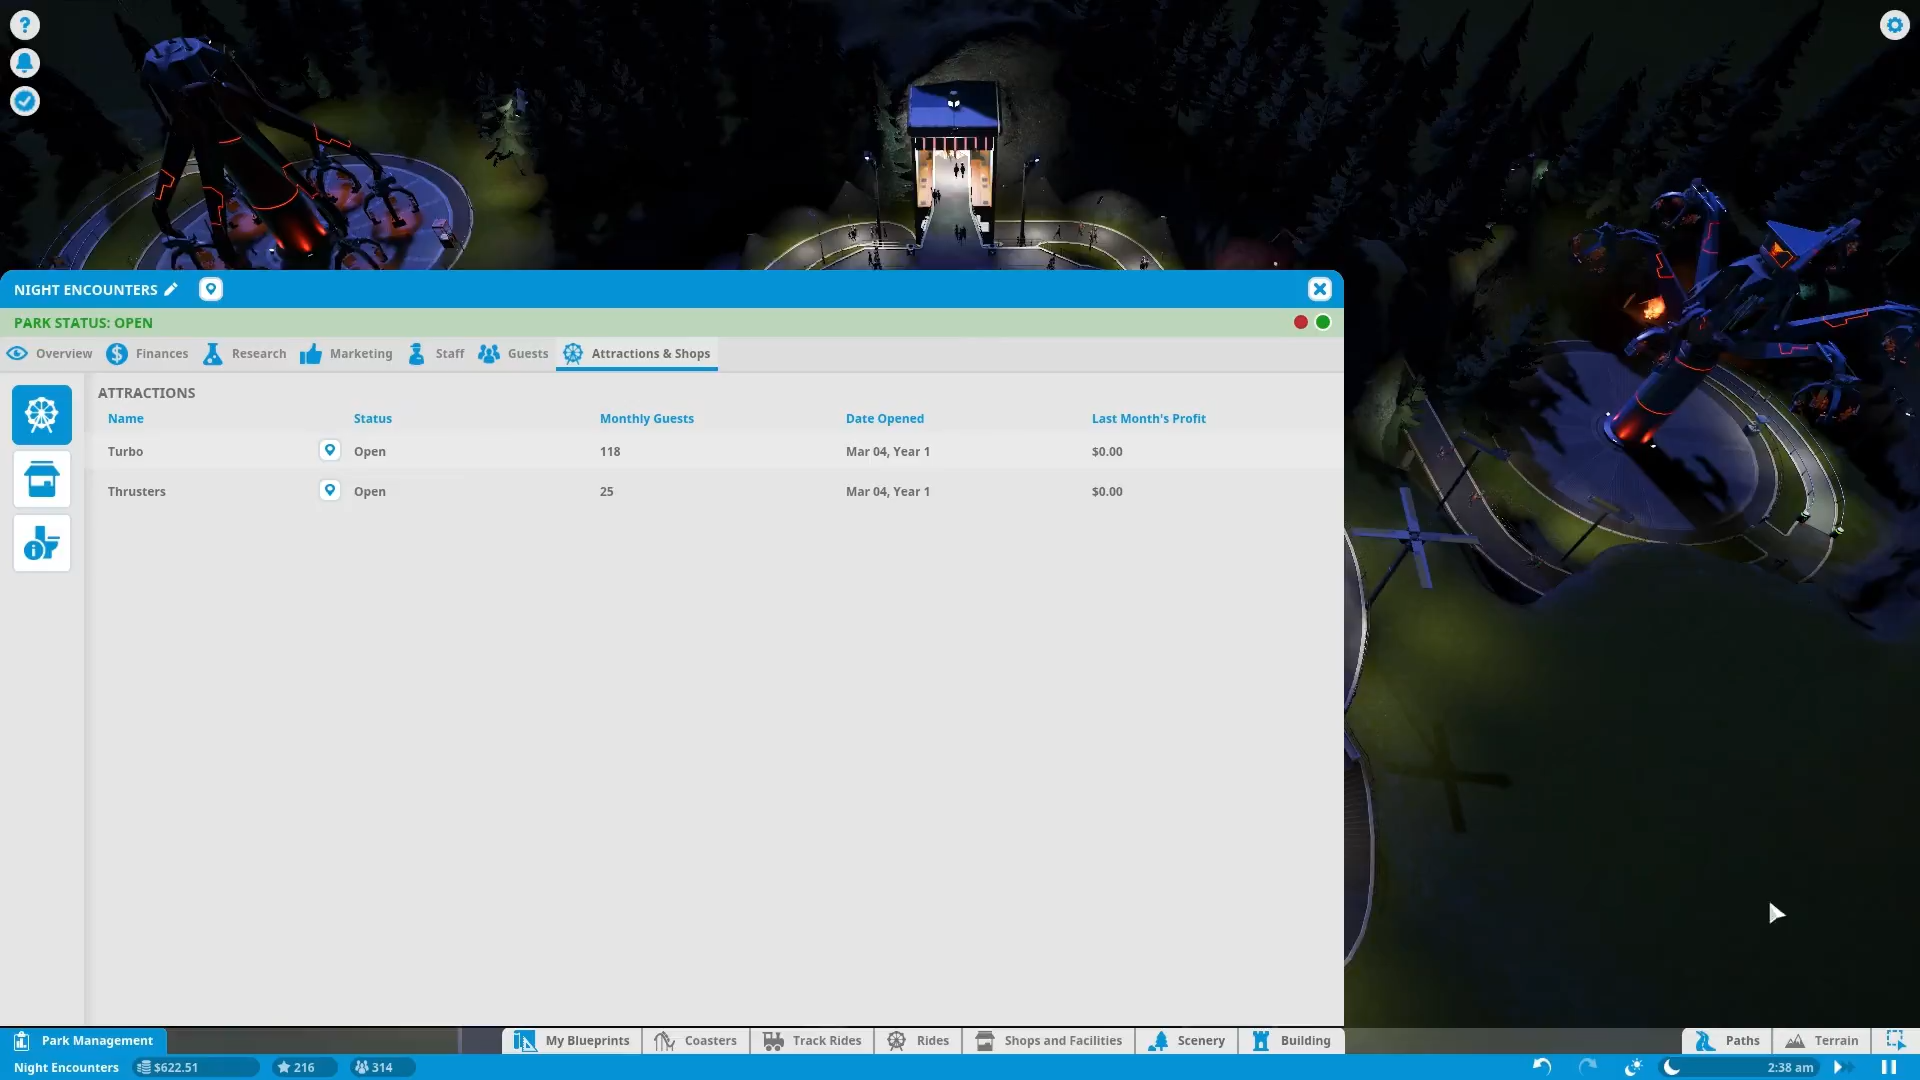 ?
NIGHT ENCOUNTERS
PARK STATUS: OPEN
Overview Finances Research Marketing Staff Guests Attractions & Shops
ATTRACTIONS
Name Status Monthly Guests Date Opened Last Month's Profit
Turbo Open 118 Mar 04, Year 1 $0.00
Thrusters Open 25 Mar 04, Year 1 $0.00
Park Management My Blueprints Coasters Track Rides Rides Shops and Facilities Scenery Building Paths Terrain
Night Encounters $622.51 216 314 2:38 am